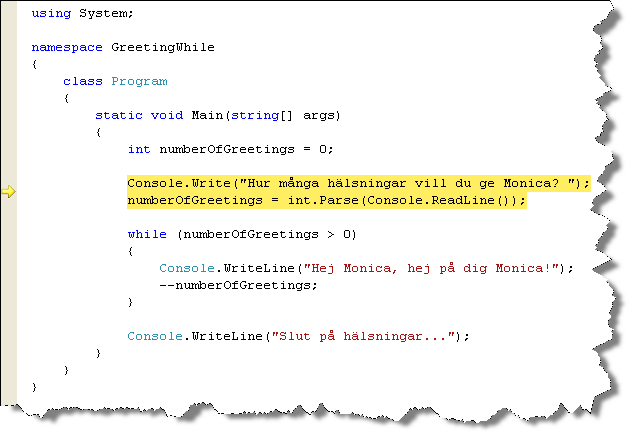 using System;
namespace GreetingWhile
{
class Program
{
static void Main(string[] args)
{
int numberOfGreetings = 0;
Console.Write("Hur många hälsningar vill du ge Monica? ");
numberOfGreetings = int.Parse(Console.ReadLine());
while (numberOfGreetings > 0)
{
Console.WriteLine("Hej Monica, hej på dig Monica!");
--numberOfGreetings;
}
Console.WriteLine("Slut på hälsningar...");
}
}
}